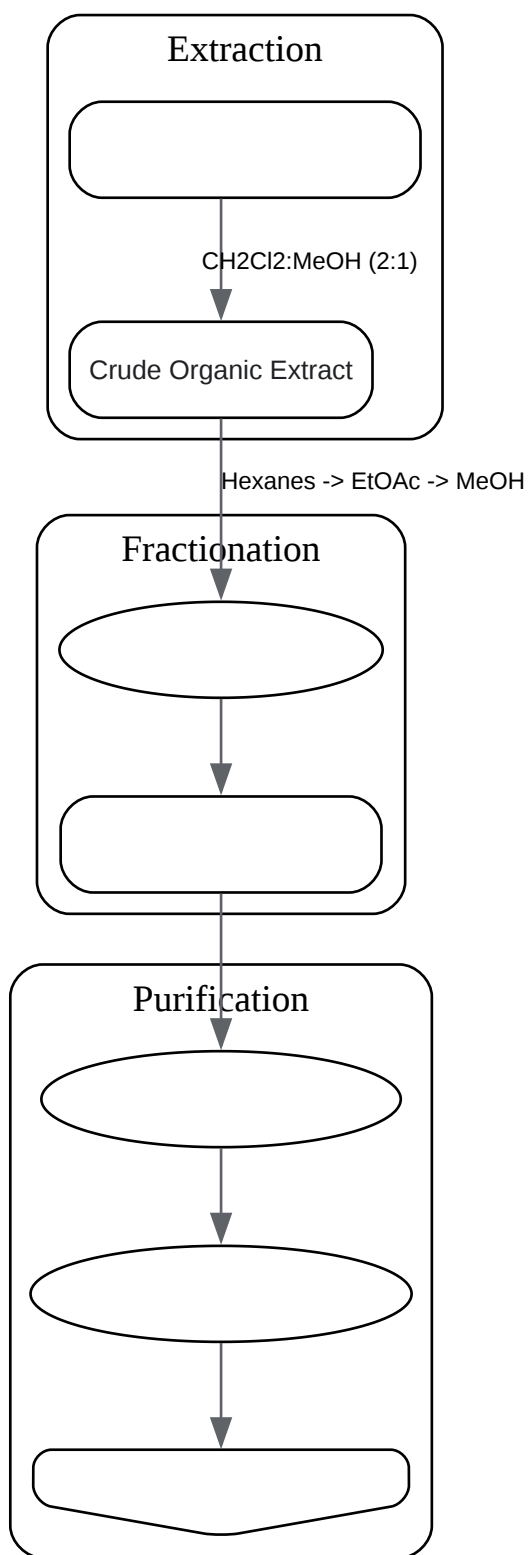 Extraction
CH2Cl2:MeOH (2:1)
Crude Organic Extract
Hexanes -> EtOAc -> MeOH
Fractionation
Purification